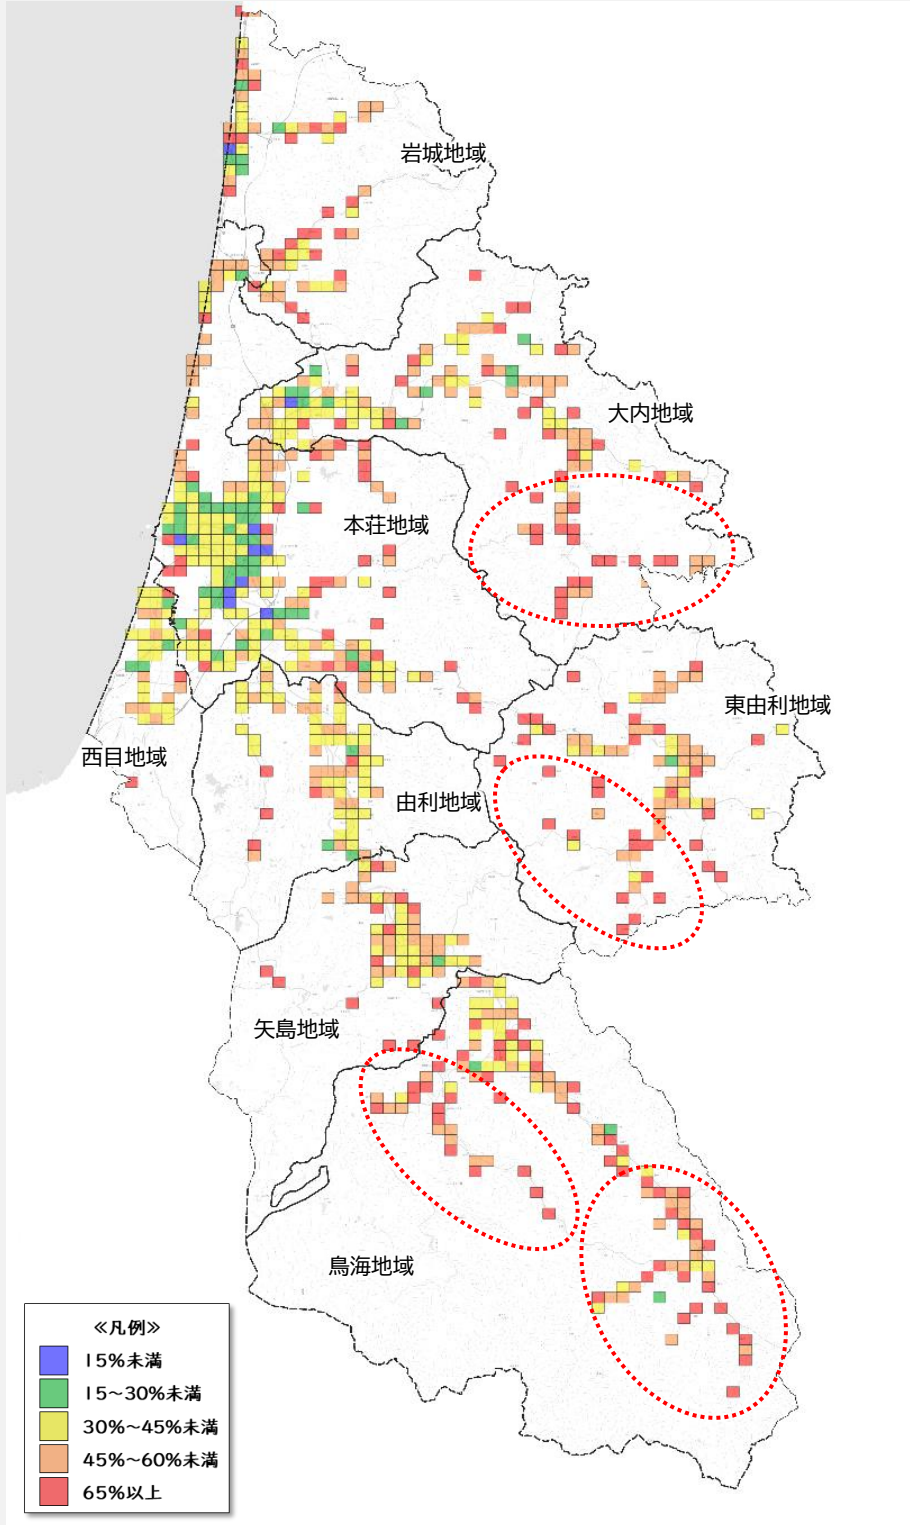 岩城地域
大内地域
本荘地域
東由利地域
西目地域
由利地域
矢島地域
鳥海地域
≪凡例≫
15%未満
15～30%未満
30%～45%未満
45%～60%未満
65%以上